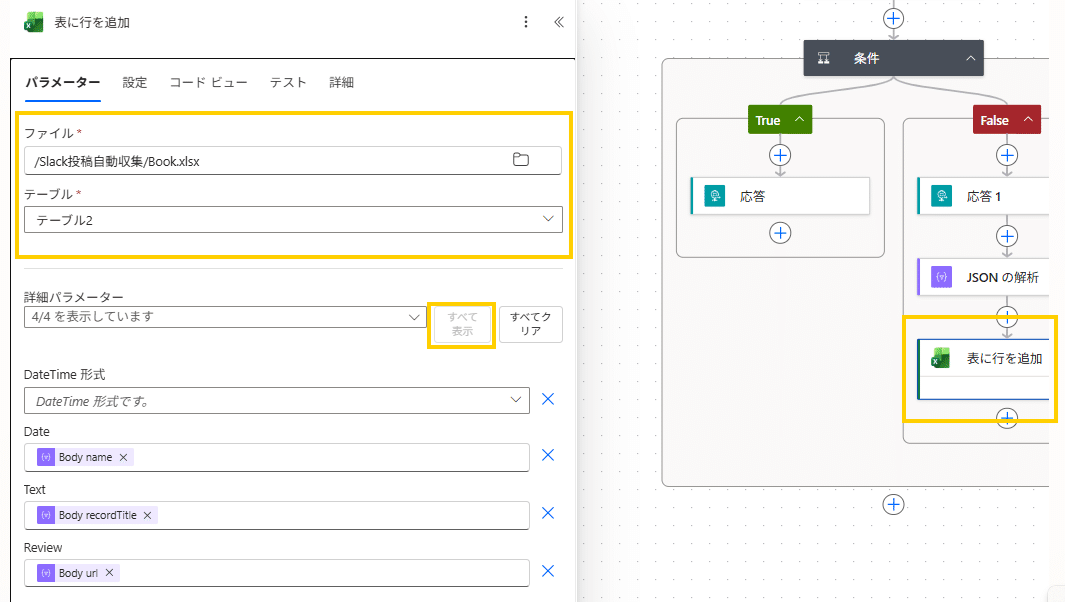 表に行を追加
パラメーター 設定 コード ビュー テスト 詳細
ファイル *
/Slack投稿自動収集/Book.xlsx
テーブル *
テーブル2
詳細パラメーター
4/4 を表示しています
すべて
表示
すべてク
リア
DateTime 形式
DateTime 形式です。
Date
Body name
Text
Body recordTitle
Review
Body url
条件
True
False
応答
応答 1
JSON の解析
表に行を追加